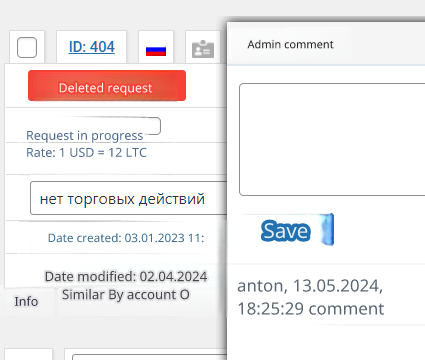 ID: 404
Deleted request
Request in progress
Rate: 1 USD = 12 LTC
нет торговых действий
Date created: 03.01.2023 11:
Date modified: 02.04.2024
Similar By account O
Info
Admin comment
Save
anton, 13.05.2024,
18:25:29 comment